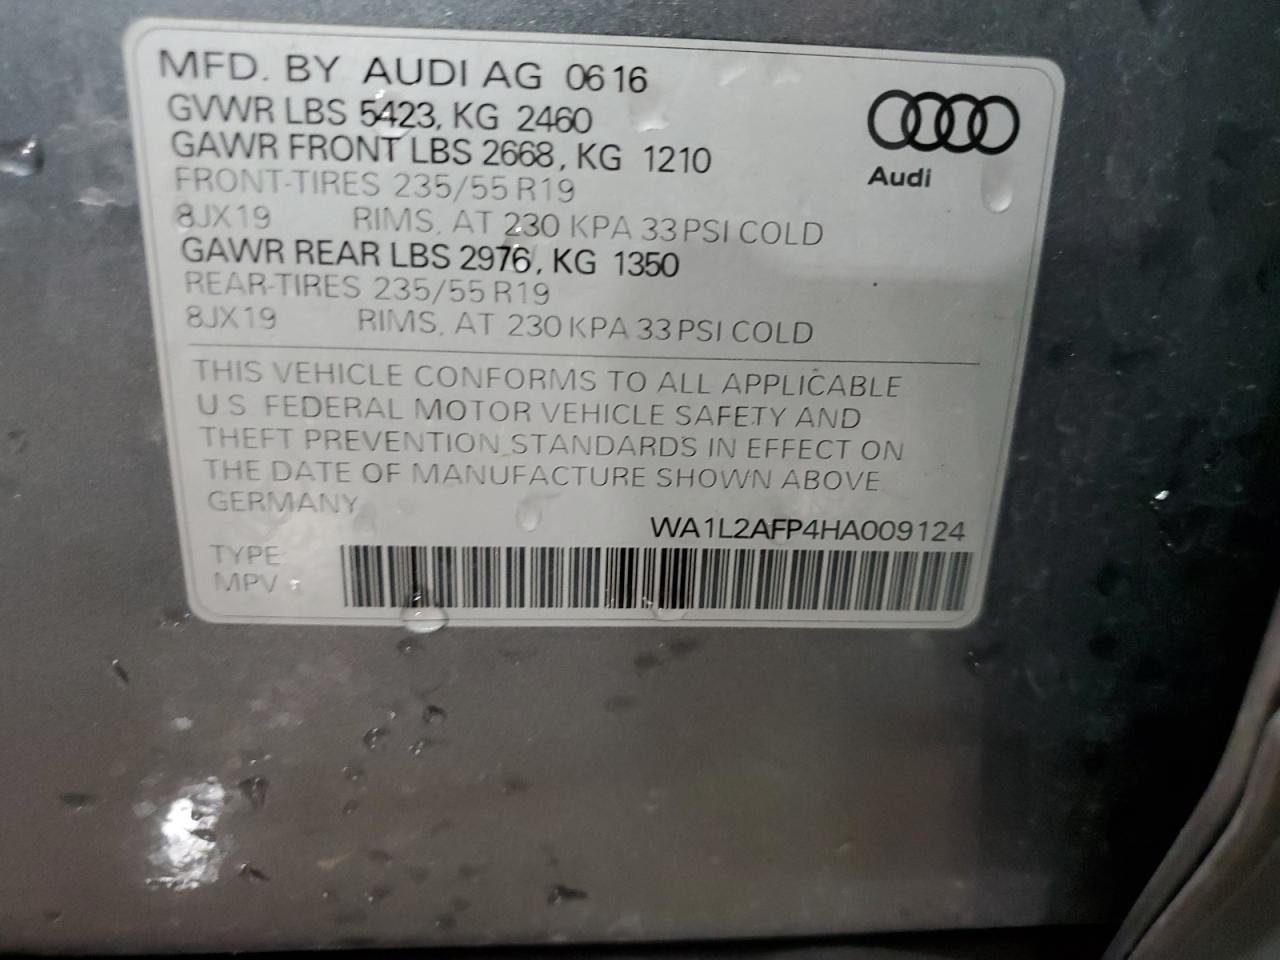 MFD. BY AUDI AG 06 16
GVWR LBS 5423, KG 2460
GAWR FRONT LBS 2668, KG 1210
FRONT-TIRES 235/55 R19
8JX19 RIMS, AT 230 KPA 33 PSI COLD
GAWR REAR LBS 2976, KG 1350
REAR-TIRES 235/55 R19
8JX19 RIMS, AT 230 KPA 33 PSI COLD
Audi
THIS VEHICLE CONFORMS TO ALL APPLICABLE
U.S. FEDERAL MOTOR VEHICLE SAFETY AND
THEFT PREVENTION STANDARDS IN EFFECT ON
THE DATE OF MANUFACTURE SHOWN ABOVE.
GERMANY
WA1L2AFP4HA009124
TYPE:
MPV